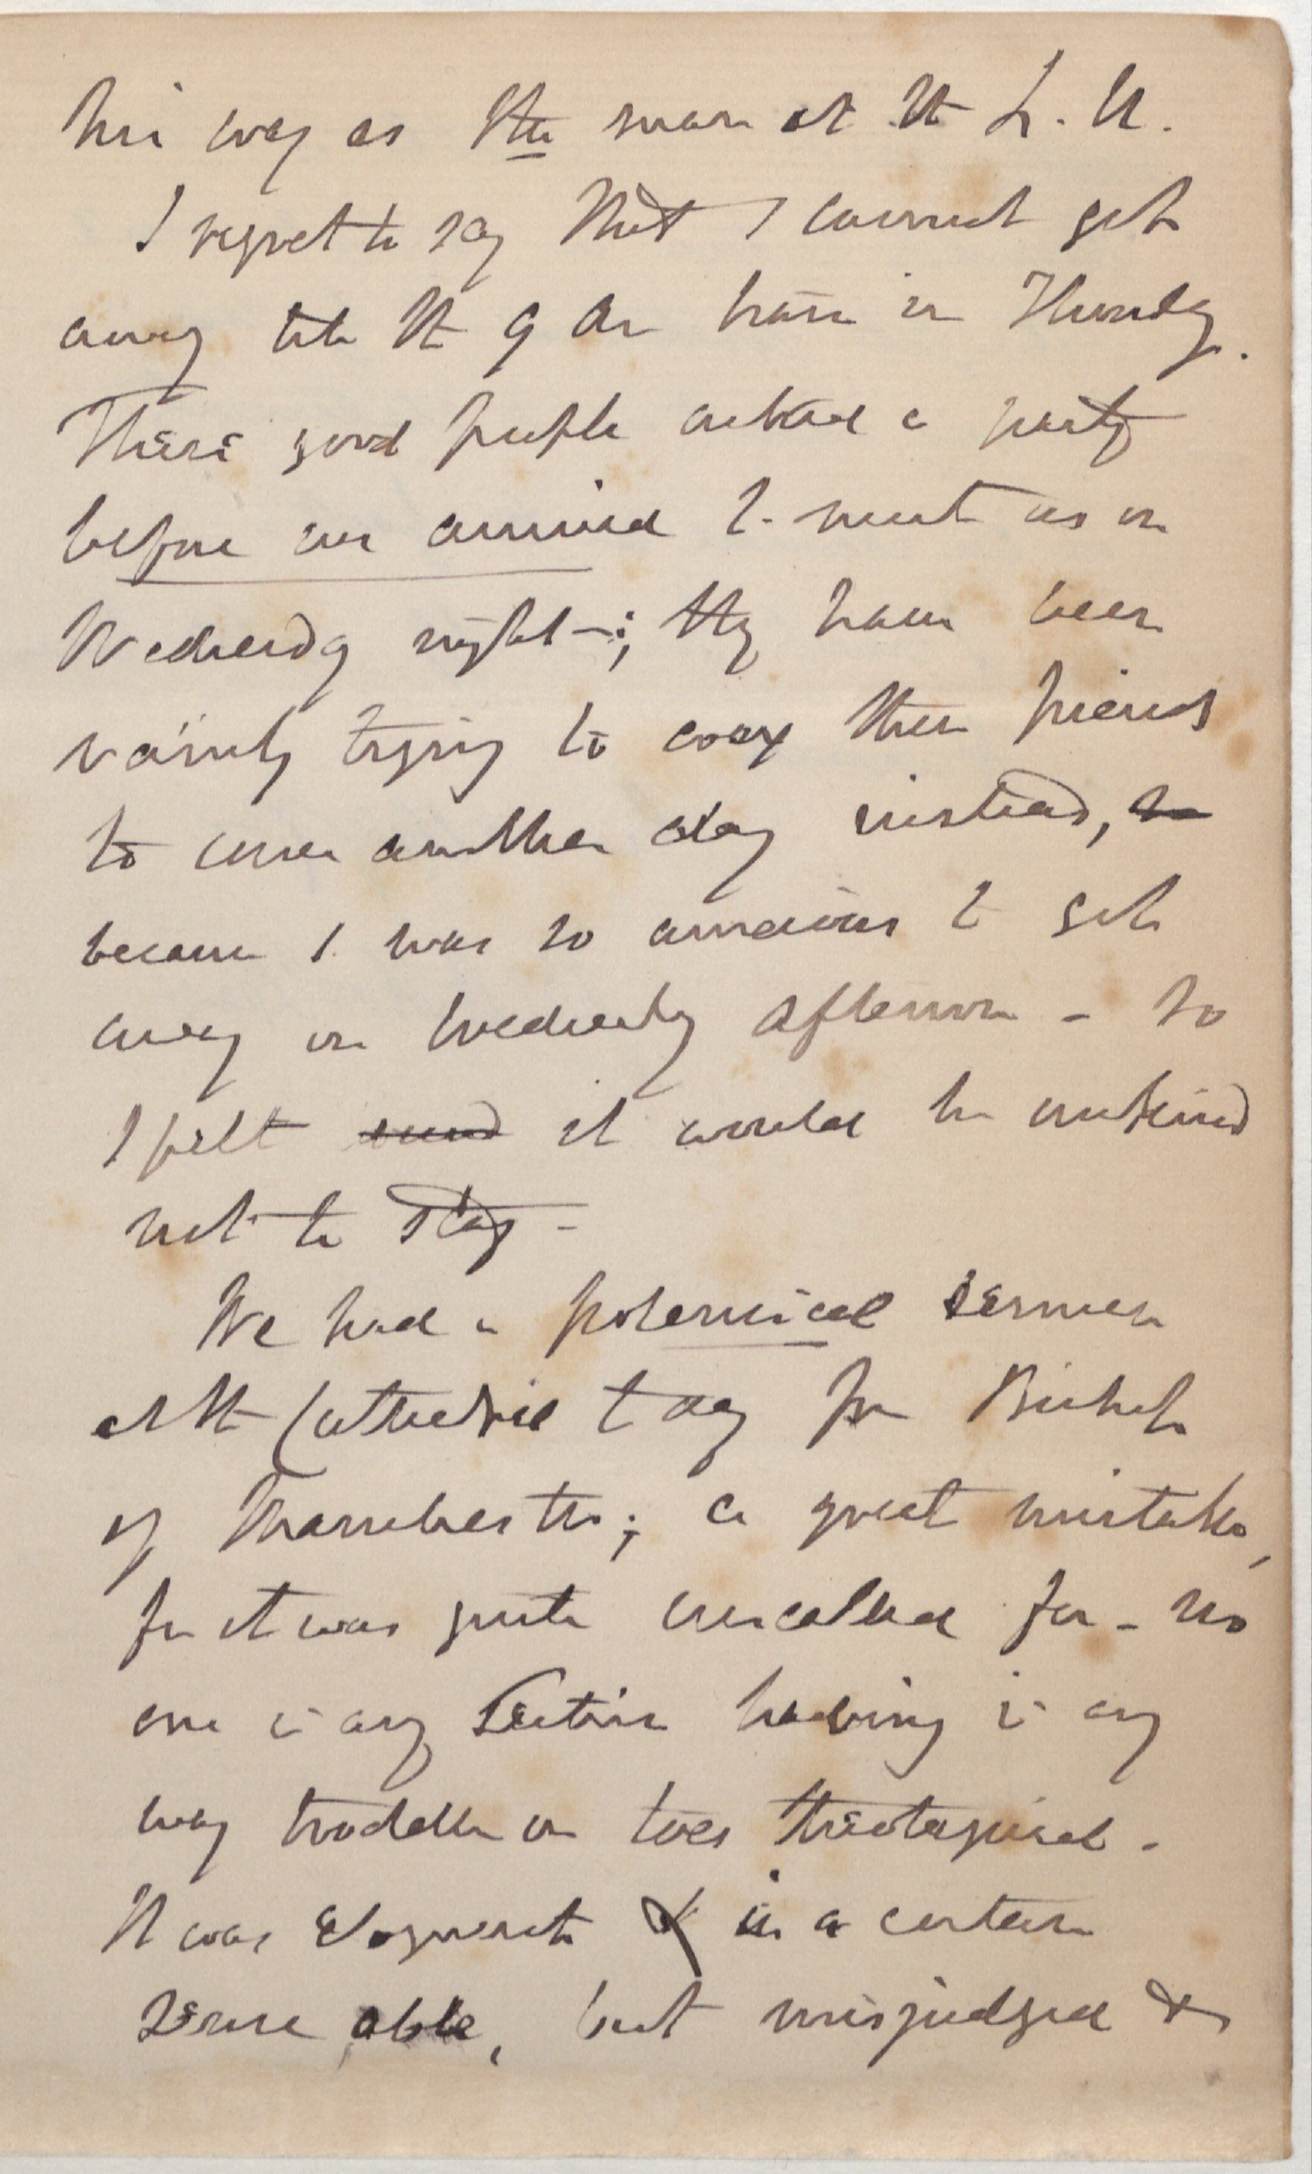 his way as the man at the L. U.
I regret to say that I cannot get
away till the 9 am train on Thursday.
These good people asked a party
before we arrived to meet us on
Wednesday night—; they have been
vainly trying to coax their friends
to come another day instead, so
because I was so anxious to get
away on Wednesday afternoon - so
I felt it would be unkind
not to stay -
We had a polemical sermon
at the Cathedral today from Bishop
of Manchester; a great mistake,
for it was quite uncalled for - no
one in any Section having in any
way trodden on toes theological -
It was eloquent & in a certain
sense able, but misjudged &